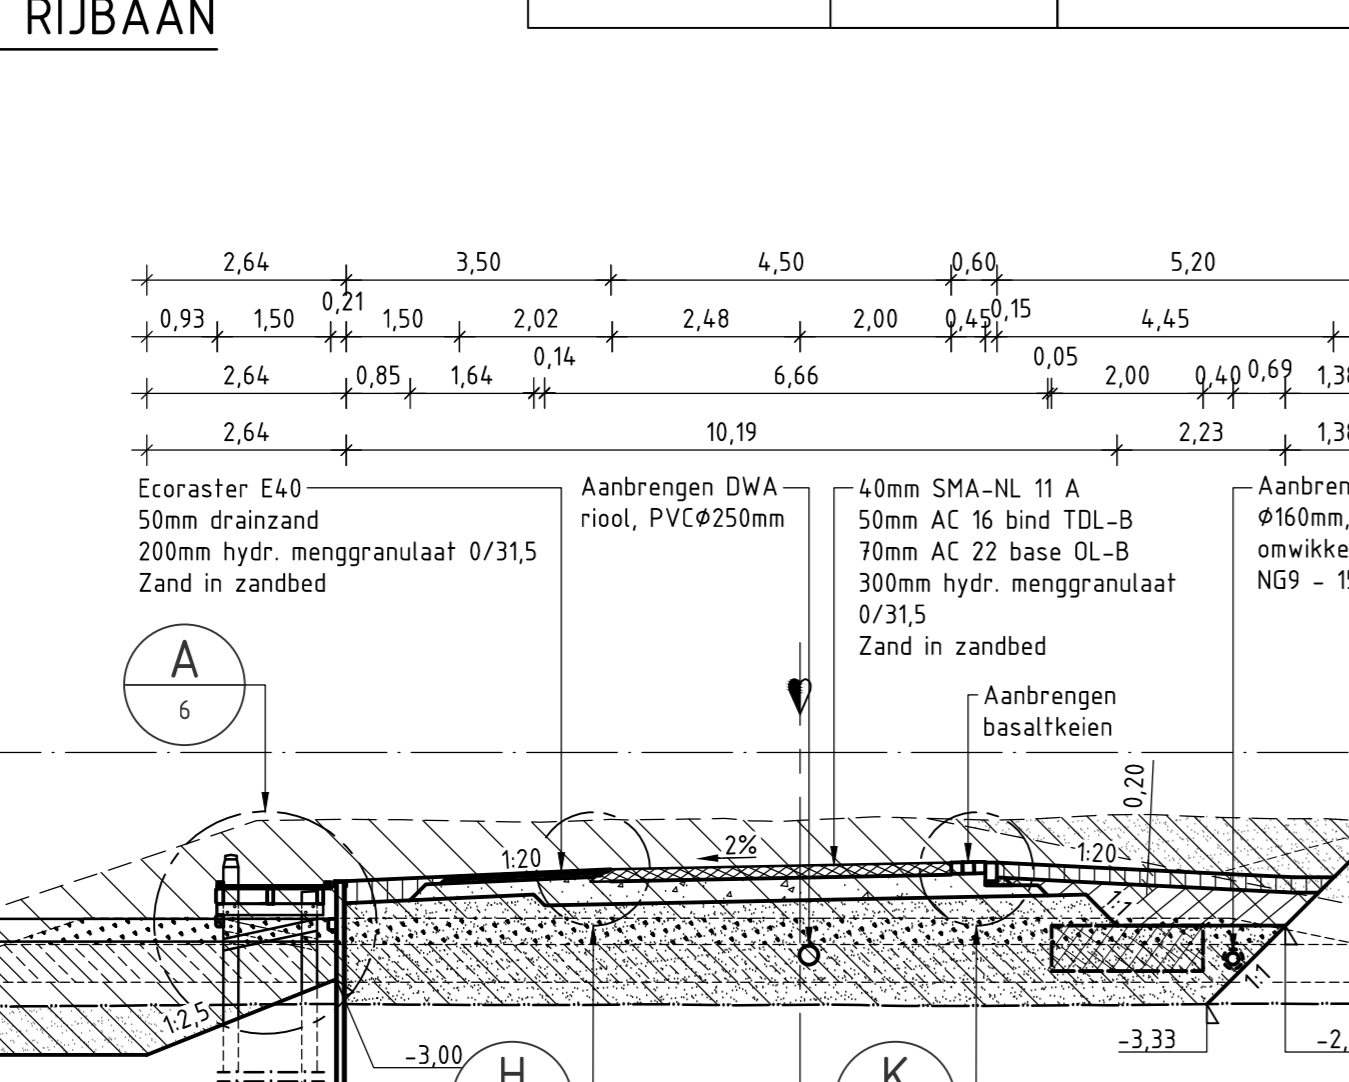 RIJBAAN
2,64 3,50 4,50 0,60 5,20
0,93 1,50 0,21 1,50 2,02 2,48 2,00 0,45 0,15 4,45
2,64 0,85 1,64 0,14 6,66 0,05 2,00 0,40 0,69
2,64 10,19 2,23
Ecoraster E40
50mm drainzand
200mm hydr. menggranulaat 0/31,5
Zand in zandbed
Aanbrengen DWA
riool, PVCØ250mm
40mm SMA-NL 11 A
50mm AC 16 bind TDL-B
70mm AC 22 base OL-B
300mm hydr. menggranulaat
0/31,5
Zand in zandbed
Aanbren
Ø160mm,
omwikke
NG9 -
A
6
Aanbrengen
basaltkeien
0,20
1:20
2%
1:20
1:1
1:1
1:2,5
-3,00
-3,33
-2,
H
K